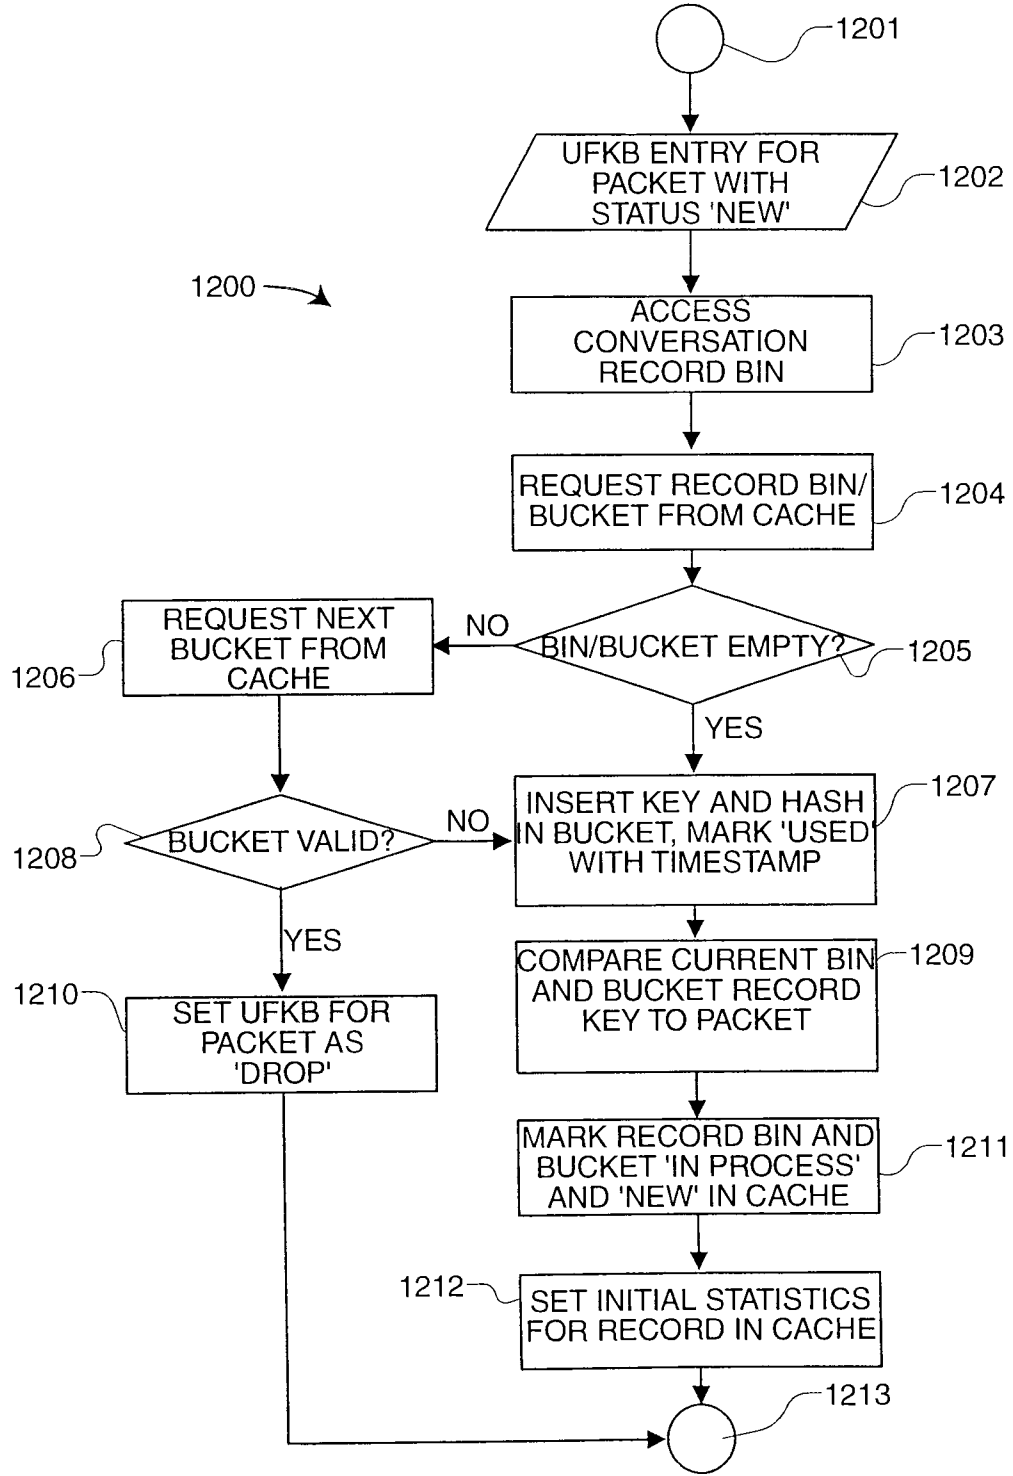 1201
UFKB ENTRY FOR
PACKET WITH
STATUS 'NEW'
1202
1200
ACCESS
CONVERSATION
RECORD BIN
1203
REQUEST RECORD BIN/
BUCKET FROM CACHE
1204
BIN/BUCKET EMPTY?
1205
NO
YES
REQUEST NEXT
BUCKET FROM
CACHE
1206
INSERT KEY AND HASH
IN BUCKET, MARK 'USED'
WITH TIMESTAMP
1207
BUCKET VALID?
1208
NO
YES
COMPARE CURRENT BIN
AND BUCKET RECORD
KEY TO PACKET
1209
SET UFKB FOR
PACKET AS
'DROP'
1210
MARK RECORD BIN AND
BUCKET 'IN PROCESS'
AND 'NEW' IN CACHE
1211
SET INITIAL STATISTICS
FOR RECORD IN CACHE
1212
1213